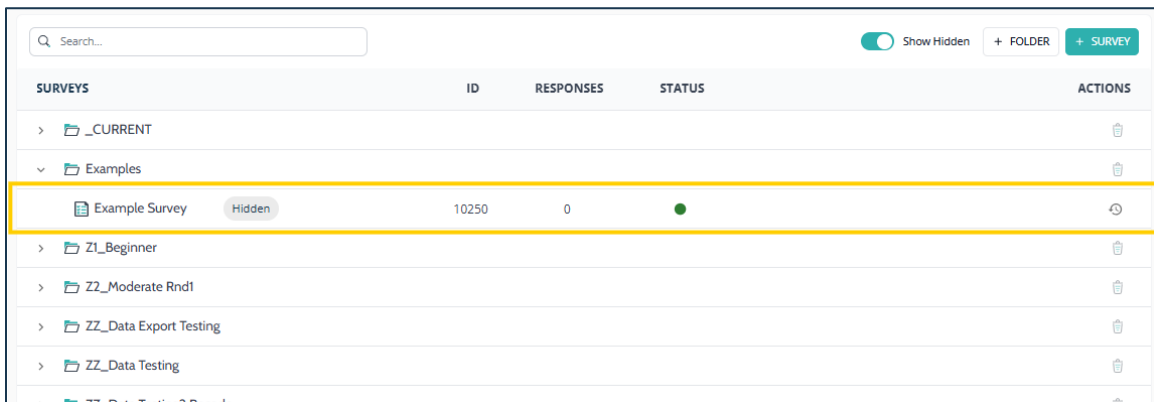 Search... Show Hidden + FOLDER + SURVEY
SURVEYS ID RESPONSES STATUS ACTIONS
_CURRENT
Examples
Example Survey Hidden 10250 0
Z1_Beginner
Z2_Moderate Rnd1
ZZ_Data Export Testing
ZZ_Data Testing